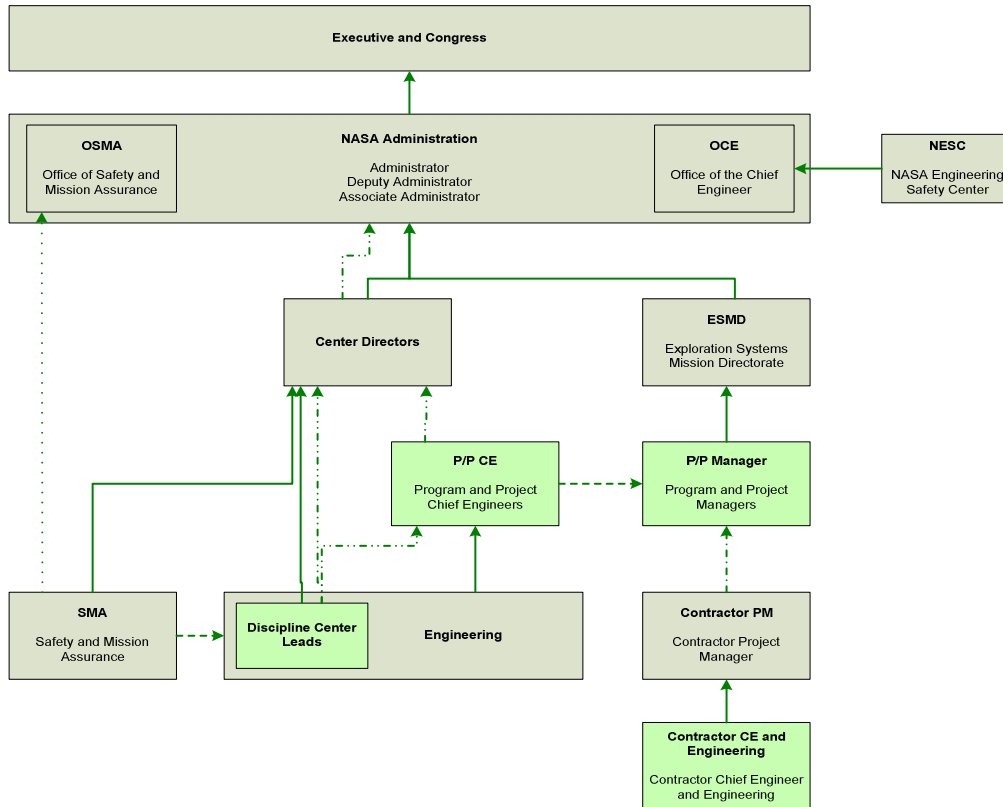 Executive and Congress
OSMA
Office of Safety and
Mission Assurance
NASA Administration
Administrator
Deputy Administrator
Associate Administrator
OCE
Office of the Chief
Engineer
NESC
NASA Engineering
Safety Center
Center Directors
ESMD
Exploration Systems
Mission Directorate
P/P CE
Program and Project
Chief Engineers
P/P Manager
Program and Project
Managers
SMA
Safety and Mission
Assurance
Discipline Center
Leads
Engineering
Contractor PM
Contractor Project
Manager
Contractor CE and
Engineering
Contractor Chief Engineer
and Engineering